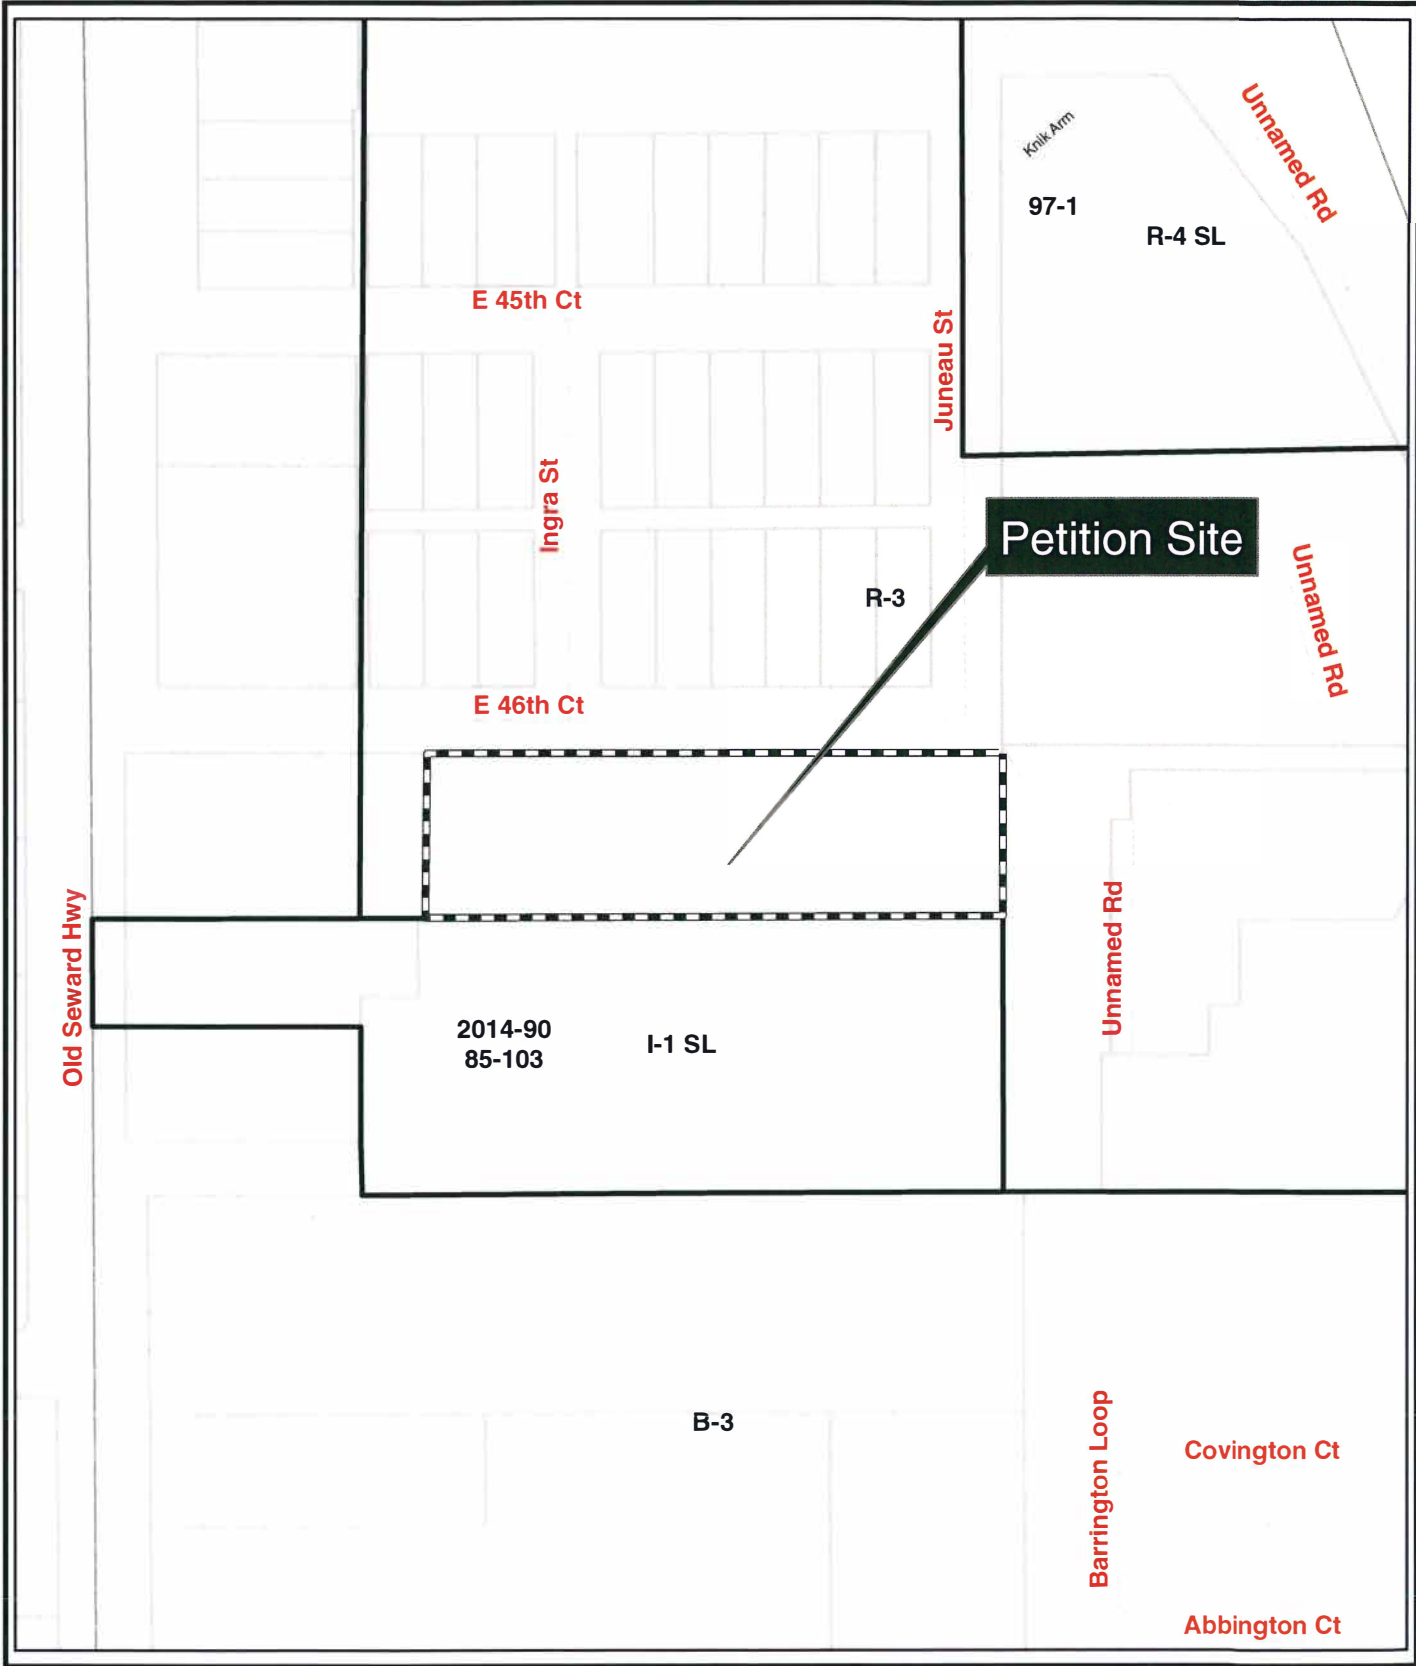 Unnamed Rd
Knik Arm
97-1
R-4 SL
E 45th Ct
Juneau St
Ingra St
Petition Site
R-3
Unnamed Rd
E 46th Ct
Old Seward Hwy
Unnamed Rd
2014-90
85-103
I-1 SL
B-3
Barrington Loop
Covington Ct
Abbington Ct